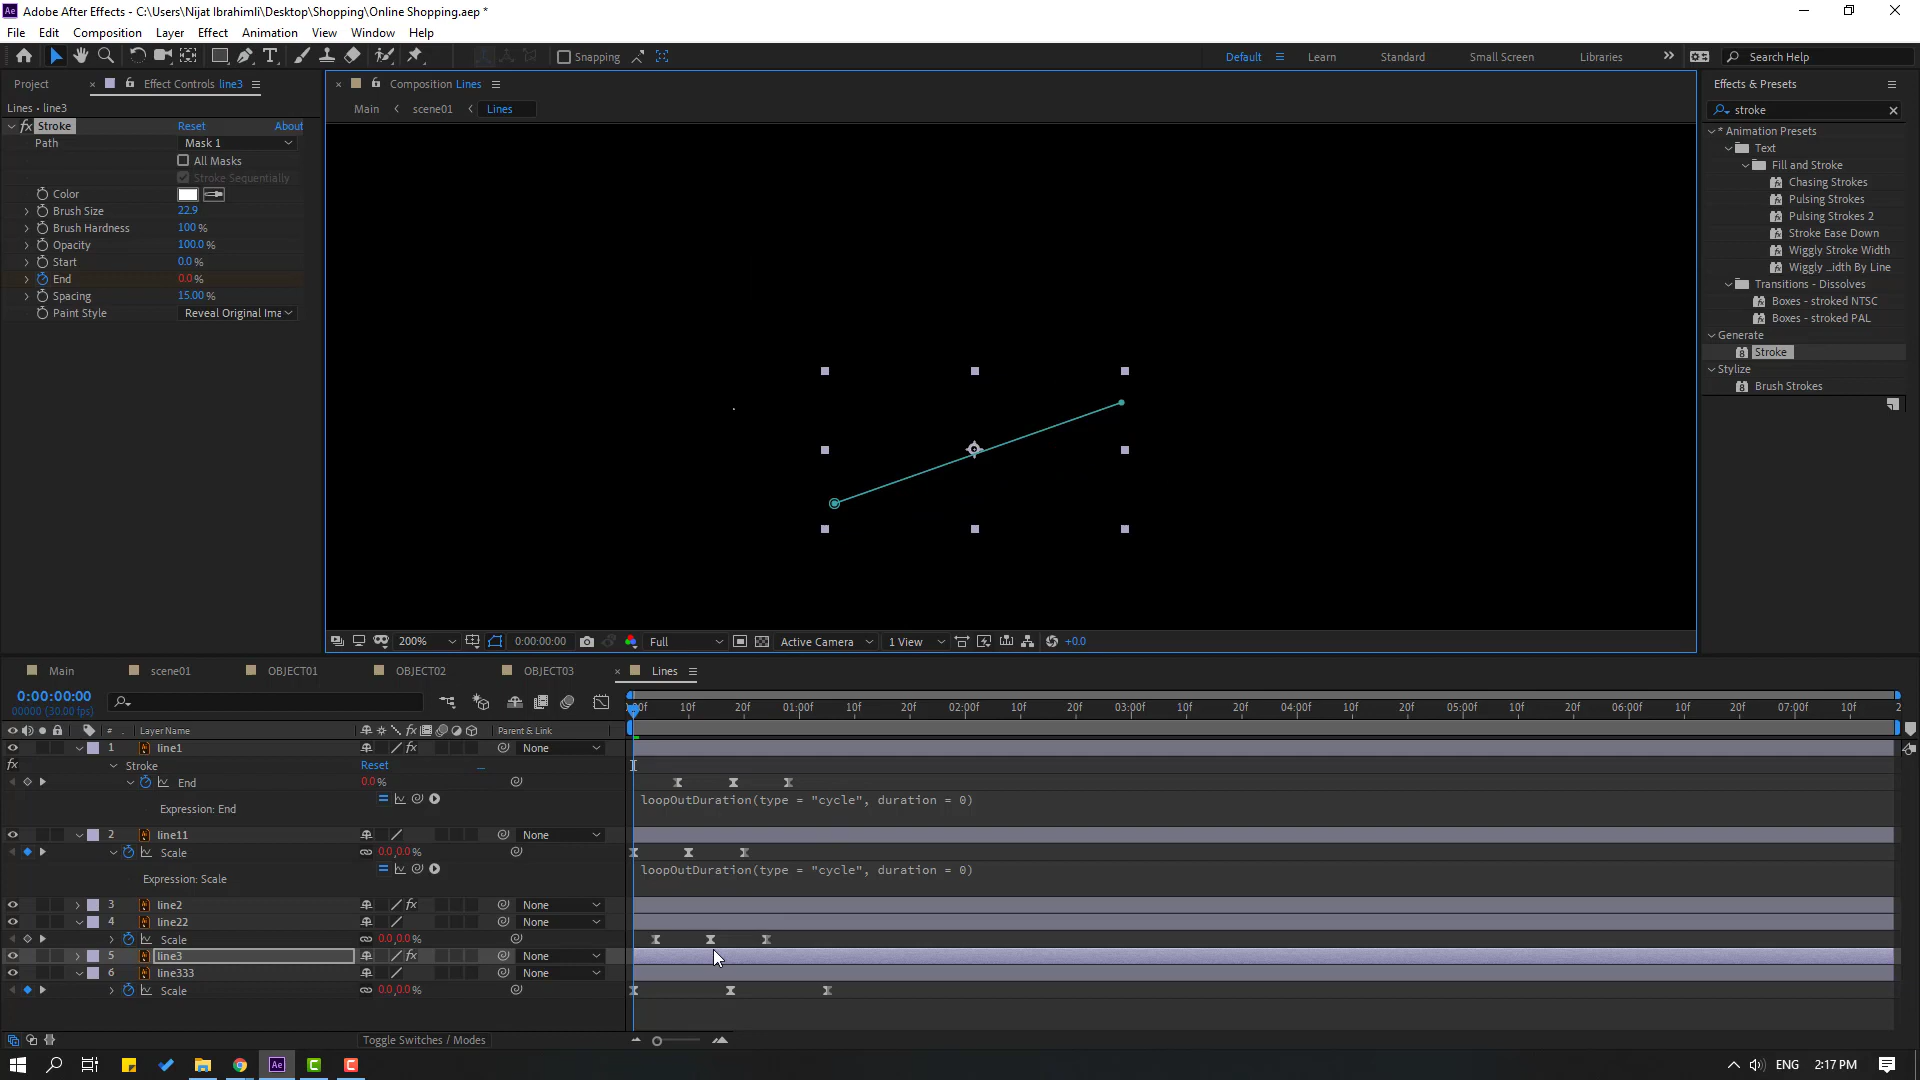 Ae Adobe After Effects - C:\Users\Nijat Ibrahimli\Desktop\Shopping\Online Shopping.aep *
File Edit Composition Layer Effect Animation View Window Help
Snapping Default Learn Standard Small Screen Libraries Search Help
Project Effect Controls line3
Lines • line3
fx Stroke Reset About
Path Mask 1
All Masks
Stroke Sequentially
Color
Brush Size 22.9
Brush Hardness 100 %
Opacity 100.0 %
Start 0.0 %
End 0.0 %
Spacing 15.00 %
Paint Style Reveal Original Ima
Composition Lines
Main scene01 Lines
200% 0:00:00:00 Full Active Camera 1 View +0.0
Effects & Presets
stroke
* Animation Presets
Text
Fill and Stroke
Chasing Strokes
Pulsing Strokes
Pulsing Strokes 2
Stroke Ease Down
Wiggly Stroke Width
Wiggly ...idth By Line
Transitions - Dissolves
Boxes - stroked NTSC
Boxes - stroked PAL
Generate
Stroke
Stylize
Brush Strokes
Main scene01 OBJECT01 OBJECT02 OBJECT03 Lines
0:00:00:00
00000 (30.00 fps)
:00f 10f 20f 01:00f 10f 20f 02:00f 10f 20f 03:00f 10f 20f 04:00f 10f 20f 05:00f 10f 20f 06:00f 10f 20f 07:00f 10f 2
# Layer Name Parent & Link
1 line1 None
Stroke Reset
End 0.0 %
Expression: End loopOutDuration(type = "cycle", duration = 0)
2 line11 None
Scale 0.0,0.0 %
Expression: Scale loopOutDuration(type = "cycle", duration = 0)
3 line2 None
4 line22 None
Scale 0.0,0.0 %
5 line3 None
6 line333 None
Scale 0.0,0.0 %
Toggle Switches / Modes
Ae C C ENG 2:17 PM